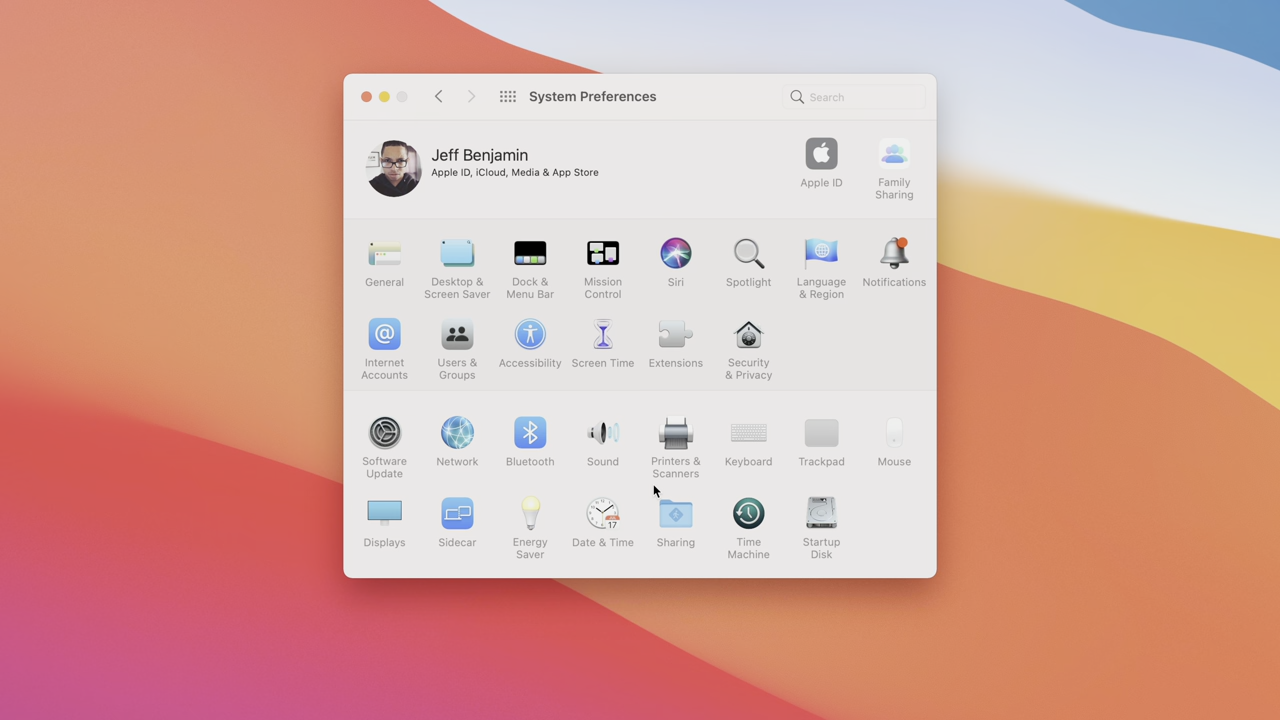 System Preferences
Search
Jeff Benjamin
Apple ID, iCloud, Media & App Store
Apple ID
Family
Sharing
General
Desktop &
Screen Saver
Dock &
Menu Bar
Mission
Control
Siri
Spotlight
Language
& Region
Notifications
Internet
Accounts
Users &
Groups
Accessibility
Screen Time
Extensions
Security
& Privacy
Software
Update
Network
Bluetooth
Sound
Printers &
Scanners
Keyboard
Trackpad
Mouse
Displays
Sidecar
Energy
Saver
17
Date & Time
Sharing
Time
Machine
Startup
Disk